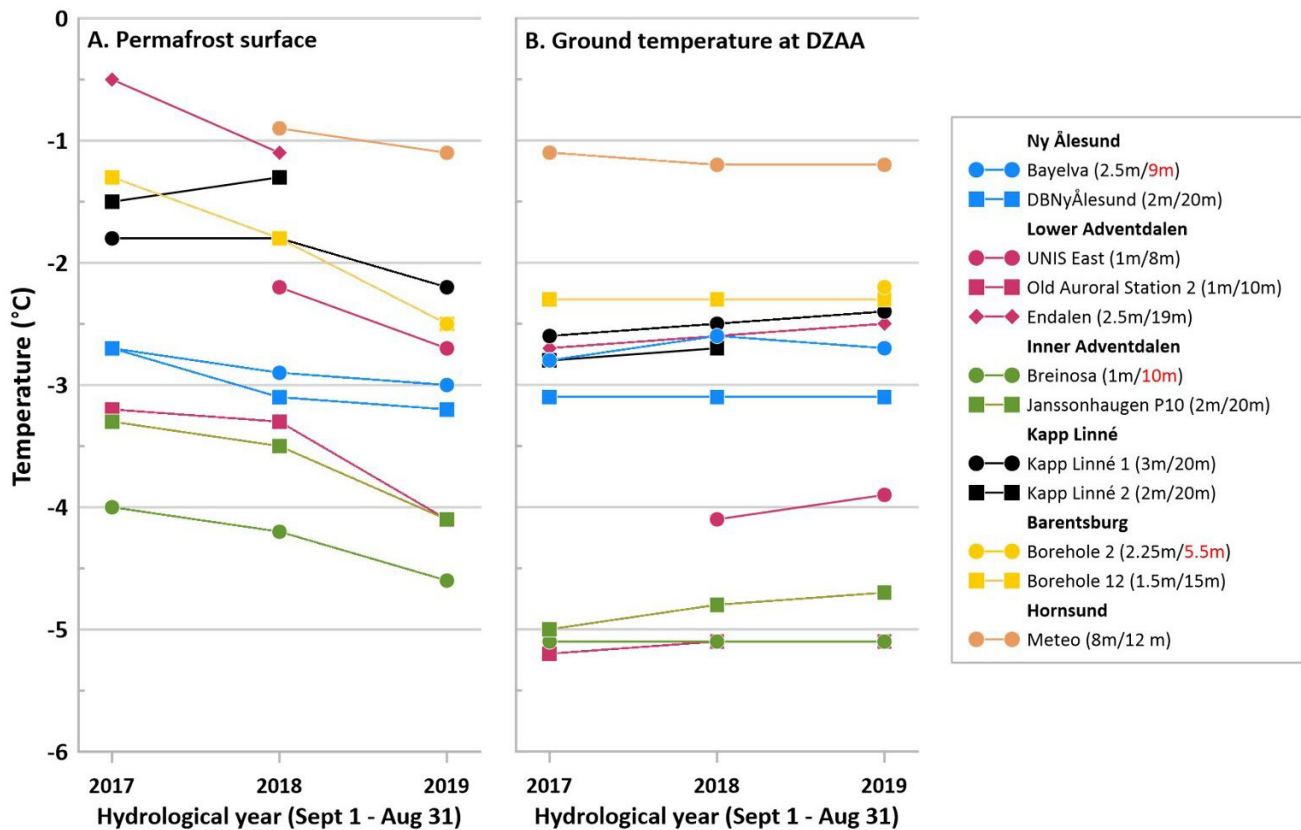 A. Permafrost surface
B. Ground temperature at DZAA
Temperature (°C)
0
-1
-2
-3
-4
-5
-6
2017 2018 2019
Hydrological year (Sept 1 - Aug 31)
2017 2018 2019
Hydrological year (Sept 1 - Aug 31)
Ny Ålesund
Bayelva (2.5m/9m)
DBNyÅlesund (2m/20m)
Lower Adventdalen
UNIS East (1m/8m)
Old Auroral Station 2 (1m/10m)
Endalen (2.5m/19m)
Inner Adventdalen
Breinosa (1m/10m)
Janssonhaugen P10 (2m/20m)
Kapp Linné
Kapp Linné 1 (3m/20m)
Kapp Linné 2 (2m/20m)
Barentsburg
Borehole 2 (2.25m/5.5m)
Borehole 12 (1.5m/15m)
Hornsund
Meteo (8m/12 m)